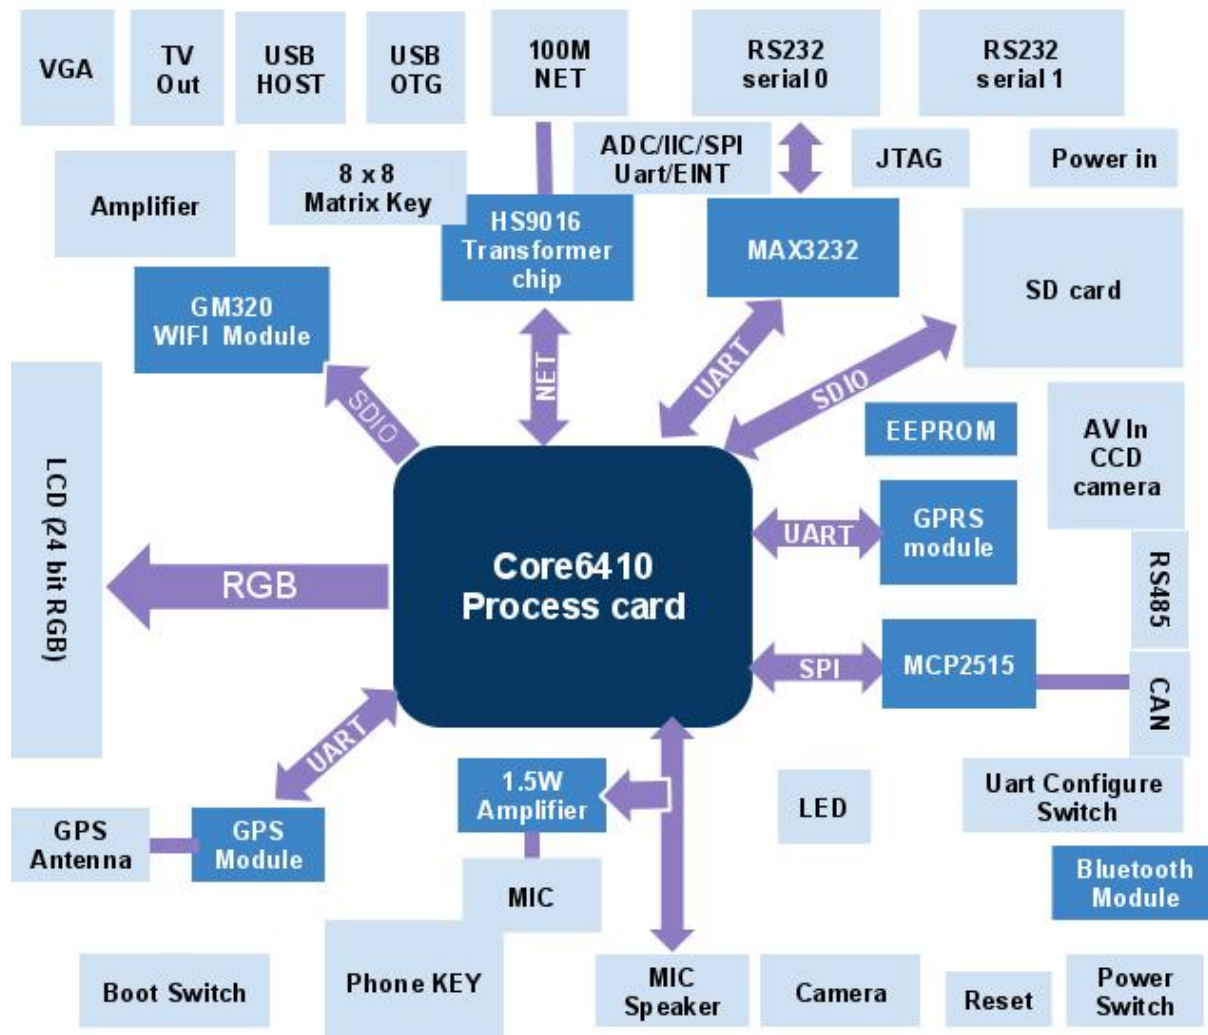 VGA
TV
Out
USB
HOST
USB
OTG
100M
NET
RS232
serial 0
RS232
serial 1
ADC/IIC/SPI
Uart/EINT
JTAG
Power in
Amplifier
8 x 8
Matrix Key
HS9016
Transformer
chip
MAX3232
SD card
GM320
WIFI Module
SDIO
NET
UART
SDIO
EEPROM
AV In
CCD
camera
LCD (24 bit RGB)
RGB
Core6410
Process card
UART
GPRS
module
RS485
SPI
MCP2515
CAN
UART
1.5W
Amplifier
LED
Uart Configure
Switch
GPS
Antenna
GPS
Module
MIC
Bluetooth
Module
Boot Switch
Phone KEY
MIC
Speaker
Camera
Reset
Power
Switch